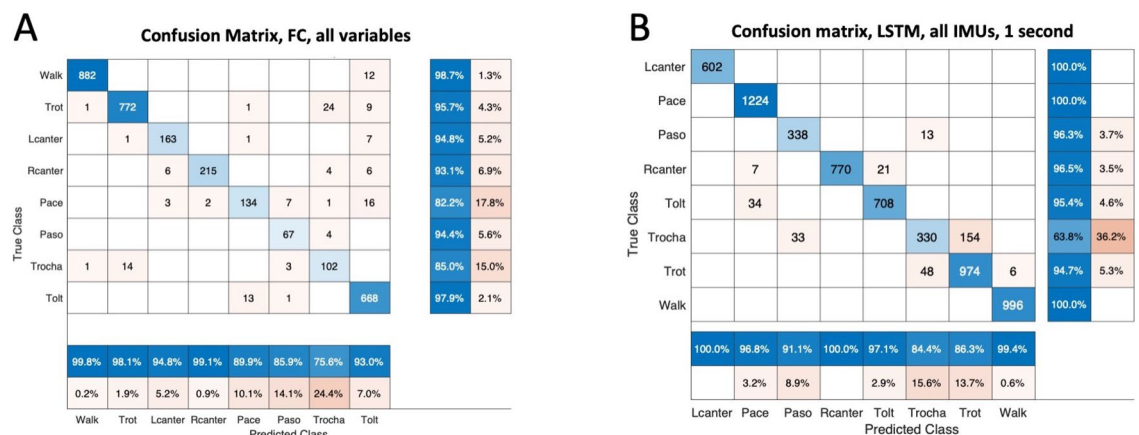 A
Confusion Matrix, FC, all variables
Walk 882 12 98.7% 1.3%
Trot 1 772 1 24 9 95.7% 4.3%
Lcanter 1 163 1 7 94.8% 5.2%
Rcanter 6 215 4 6 93.1% 6.9%
Pace 3 2 134 7 1 16 82.2% 17.8%
Paso 67 4 94.4% 5.6%
Trocha 1 14 3 102 85.0% 15.0%
Tolt 13 1 668 97.9% 2.1%
True Class
99.8% 98.1% 94.8% 99.1% 89.9% 85.9% 75.6% 93.0%
0.2% 1.9% 5.2% 0.9% 10.1% 14.1% 24.4% 7.0%
Walk Trot Lcanter Rcanter Pace Paso Trocha Tolt
Predicted Class
B
Confusion matrix, LSTM, all IMUs, 1 second
Lcanter 602 100.0%
Pace 1224 100.0%
Paso 338 13 96.3% 3.7%
Rcanter 7 770 21 96.5% 3.5%
Tolt 34 708 95.4% 4.6%
Trocha 33 330 154 63.8% 36.2%
Trot 48 974 6 94.7% 5.3%
Walk 996 100.0%
True Class
100.0% 96.8% 91.1% 100.0% 97.1% 84.4% 86.3% 99.4%
3.2% 8.9% 2.9% 15.6% 13.7% 0.6%
Lcanter Pace Paso Rcanter Tolt Trocha Trot Walk
Predicted Class